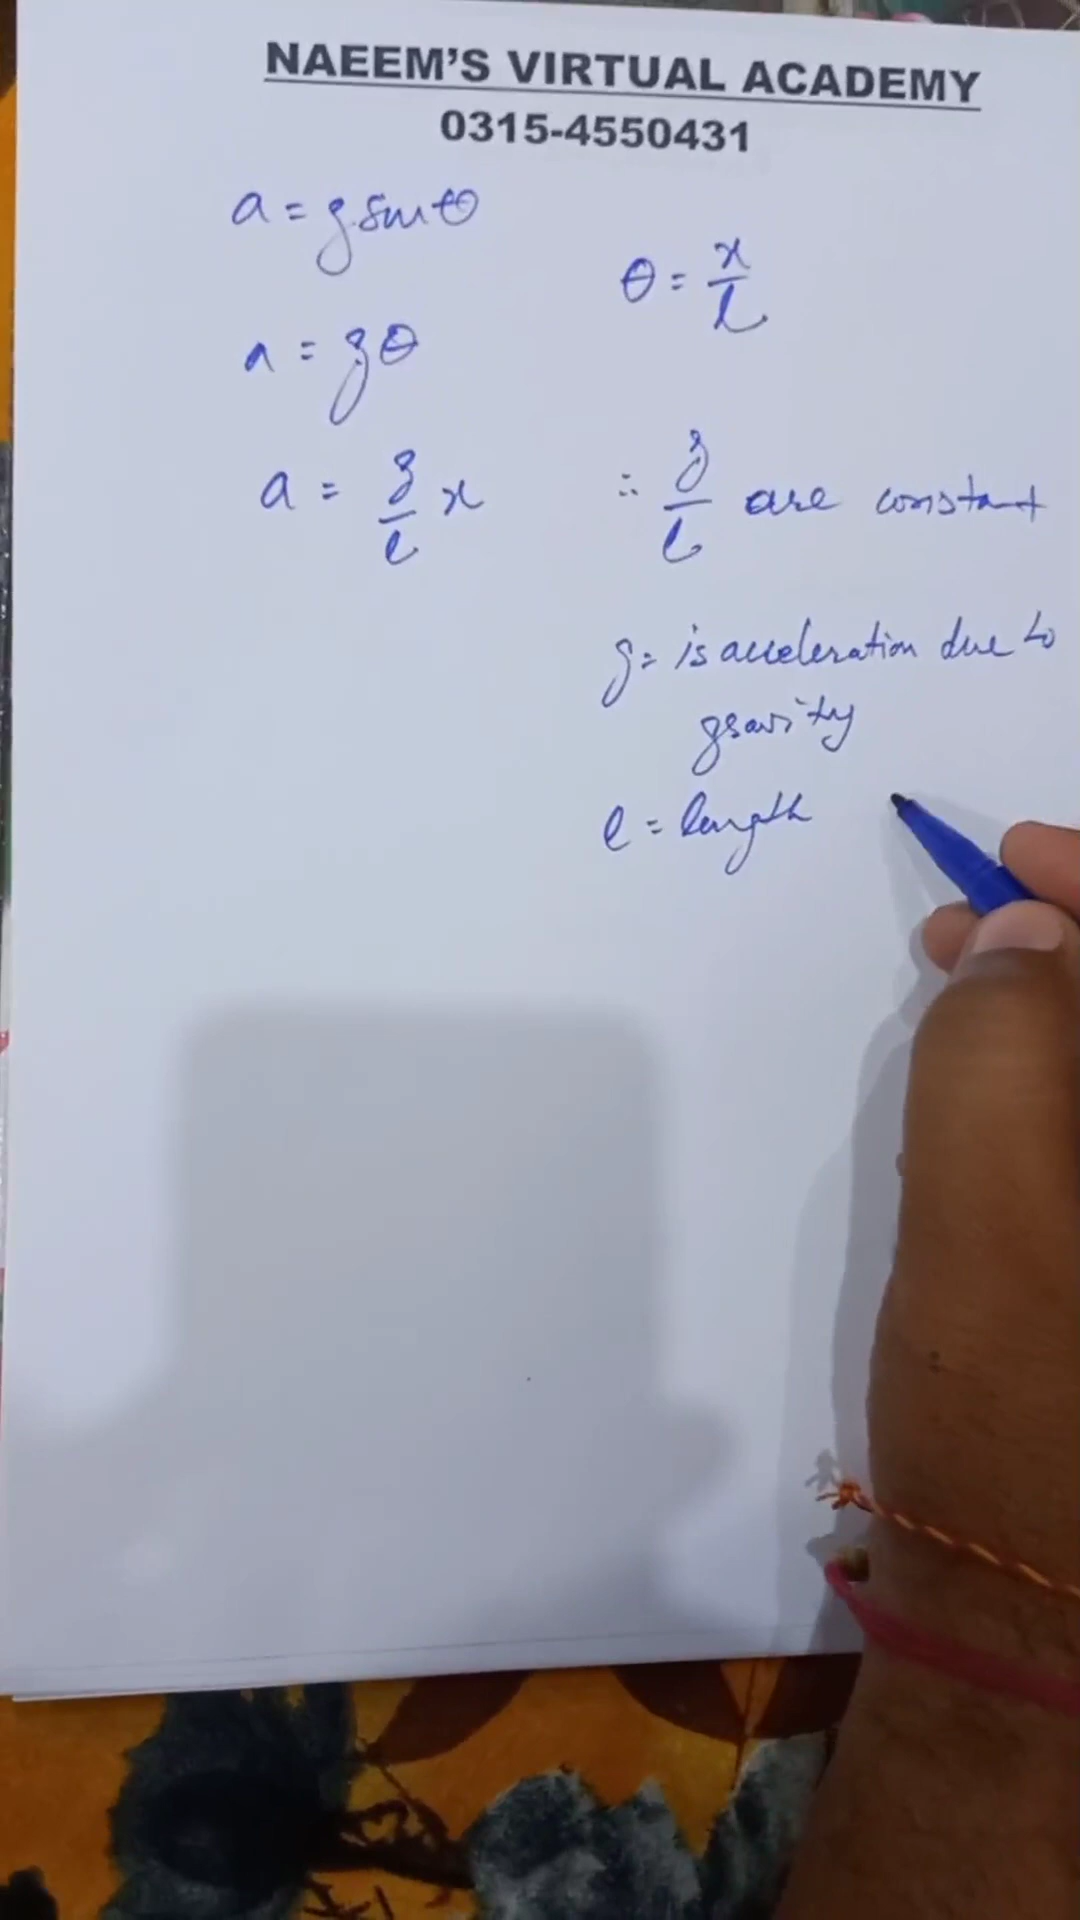 NAEEM'S VIRTUAL ACADEMY
0315-4550431
a = g sinθ
θ = x/l
a = gθ
a = g/l x
∴ g/l are constant
g = is acceleration due to
gravity
l = length